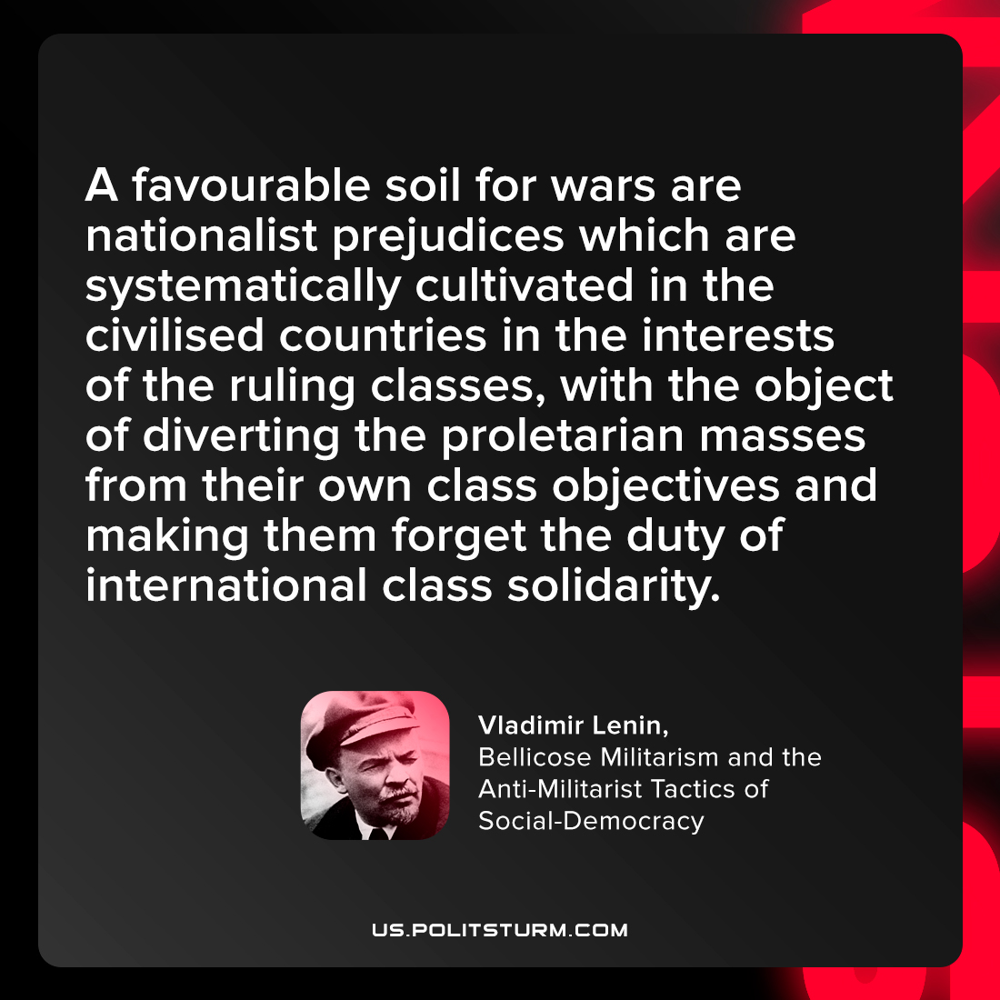 A favourable soil for wars are
nationalist prejudices which are
systematically cultivated in the
civilised countries in the interests
of the ruling classes, with the object
of diverting the proletarian masses
from their own class objectives and
making them forget the duty of
international class solidarity.
Vladimir Lenin,
Bellicose Militarism and the
Anti-Militarist Tactics of
Social-Democracy
US.POLITSTURM.COM